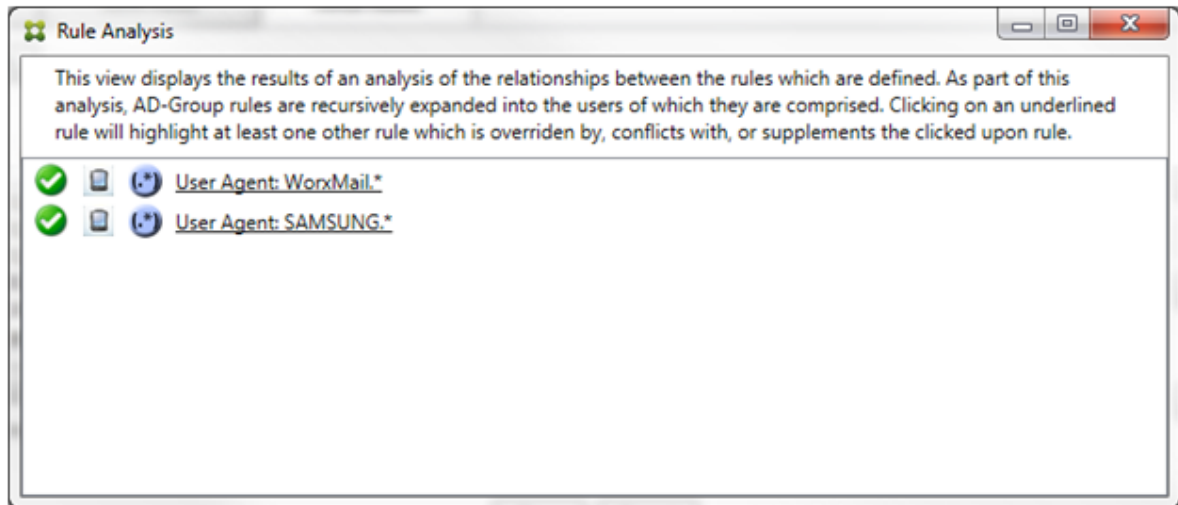 Rule Analysis
This view displays the results of an analysis of the relationships between the rules which are defined. As part of this
analysis, AD-Group rules are recursively expanded into the users of which they are comprised. Clicking on an underlined
rule will highlight at least one other rule which is overriden by, conflicts with, or supplements the clicked upon rule.
(.*) User Agent: WorxMail.*
(.*) User Agent: SAMSUNG.*